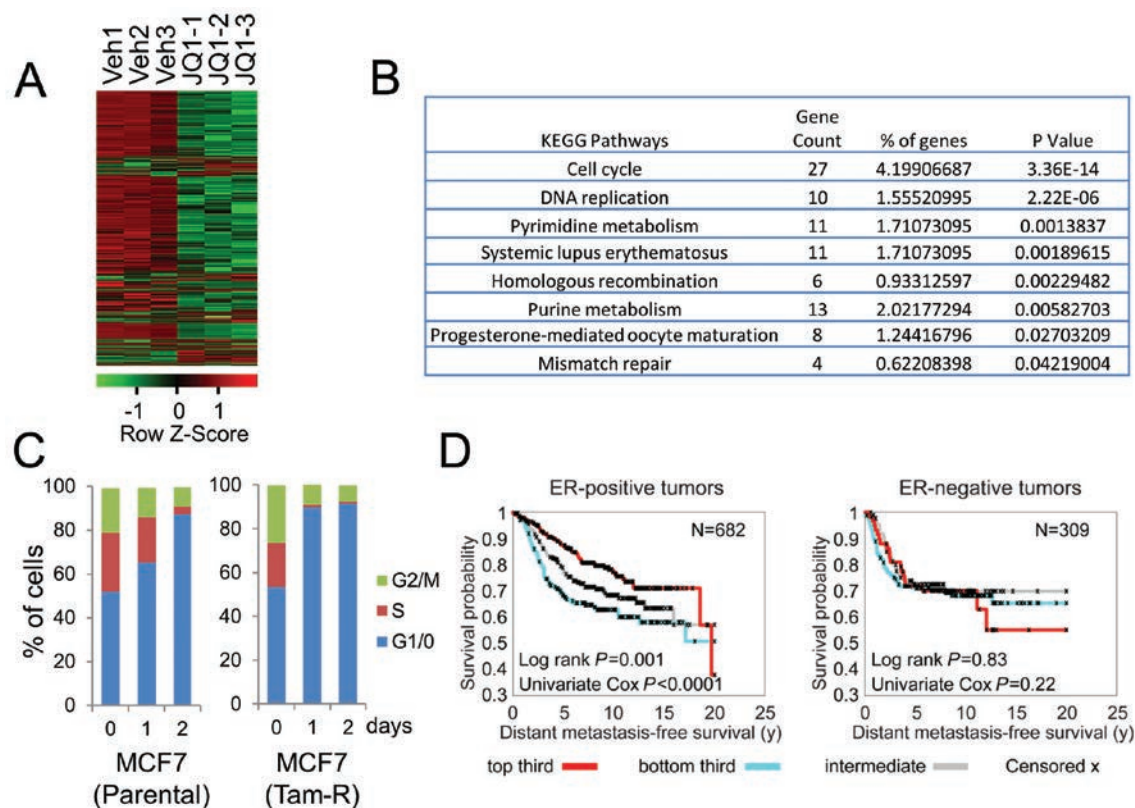 A
Veh1 Veh2 Veh3 JQ1-1 JQ1-2 JQ1-3
-1 0 1
Row Z-Score
B
KEGG Pathways Gene Count % of genes P Value
Cell cycle 27 4.19906687 3.36E-14
DNA replication 10 1.55520995 2.22E-06
Pyrimidine metabolism 11 1.71073095 0.0013837
Systemic lupus erythematosus 11 1.71073095 0.00189615
Homologous recombination 6 0.93312597 0.00229482
Purine metabolism 13 2.02177294 0.00582703
Progesterone-mediated oocyte maturation 8 1.24416796 0.02703209
Mismatch repair 4 0.62208398 0.04219004
C
% of cells
100
80
60
40
20
0
0 1 2
MCF7
(Parental)
100
80
60
40
20
0
0 1 2 days
MCF7
(Tam-R)
G2/M
S
G1/0
D
ER-positive tumors
N=682
Survival probability
1
0.9
0.8
0.7
0.6
0.5
0.4
0.3
Log rank P=0.001
Univariate Cox P<0.0001
0 5 10 15 20 25
Distant metastasis-free survival (y)
ER-negative tumors
N=309
Survival probability
1
0.9
0.8
0.7
0.6
0.5
0.4
0.3
Log rank P=0.83
Univariate Cox P=0.22
0 5 10 15 20 25
Distant metastasis-free survival (y)
top third bottom third intermediate Censored x